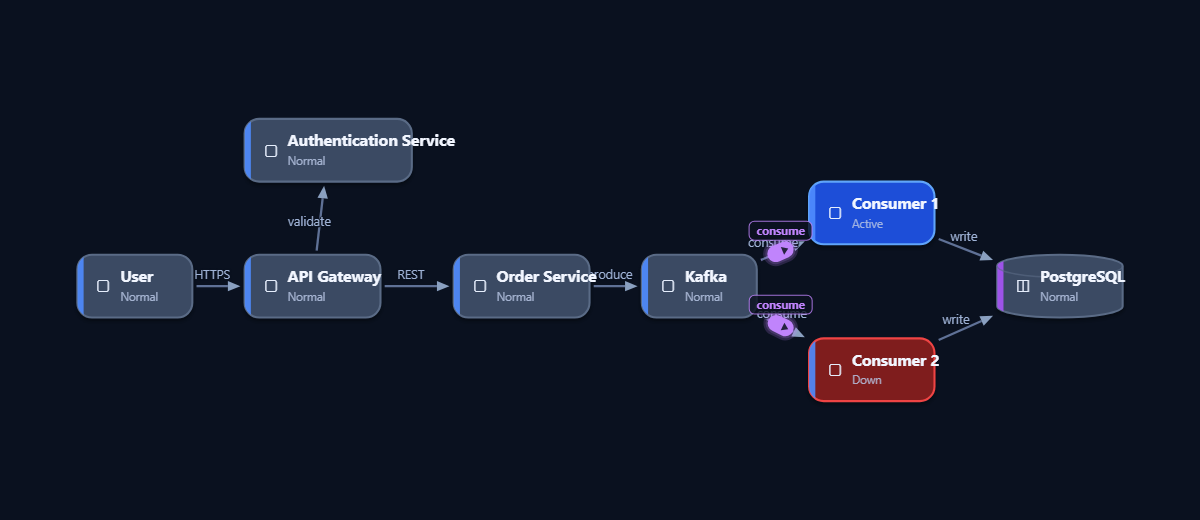 Authentication Service
Normal
validate
User
Normal
HTTPS
API Gateway
Normal
REST
Order Service
Normal
roduce
Kafka
Normal
consume
consume
consume
consume
Consumer 1
Active
Consumer 2
Down
write
write
PostgreSQL
Normal